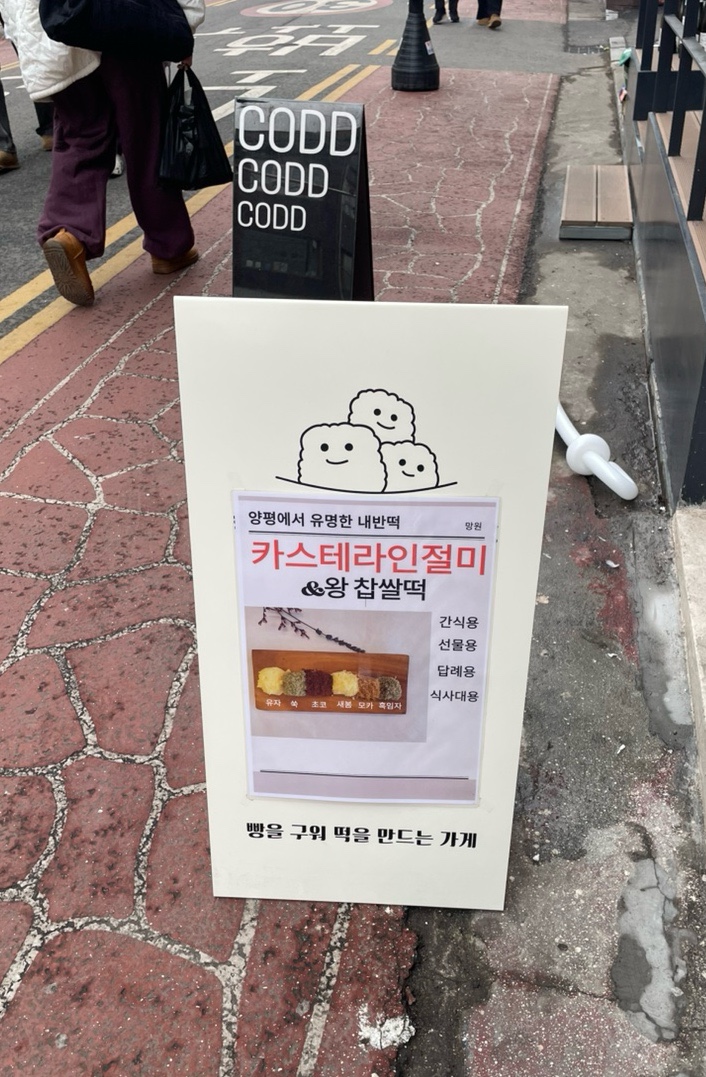 CODD
CODD
CODD
양평에서 유명한 내반떡
망원
카스테라인절미
&왕 찹쌀떡
간식용
선물용
답례용
식사대용
유자 쑥 초코 새봄 모카 흑임자
빵을 구워 떡을 만드는 가게